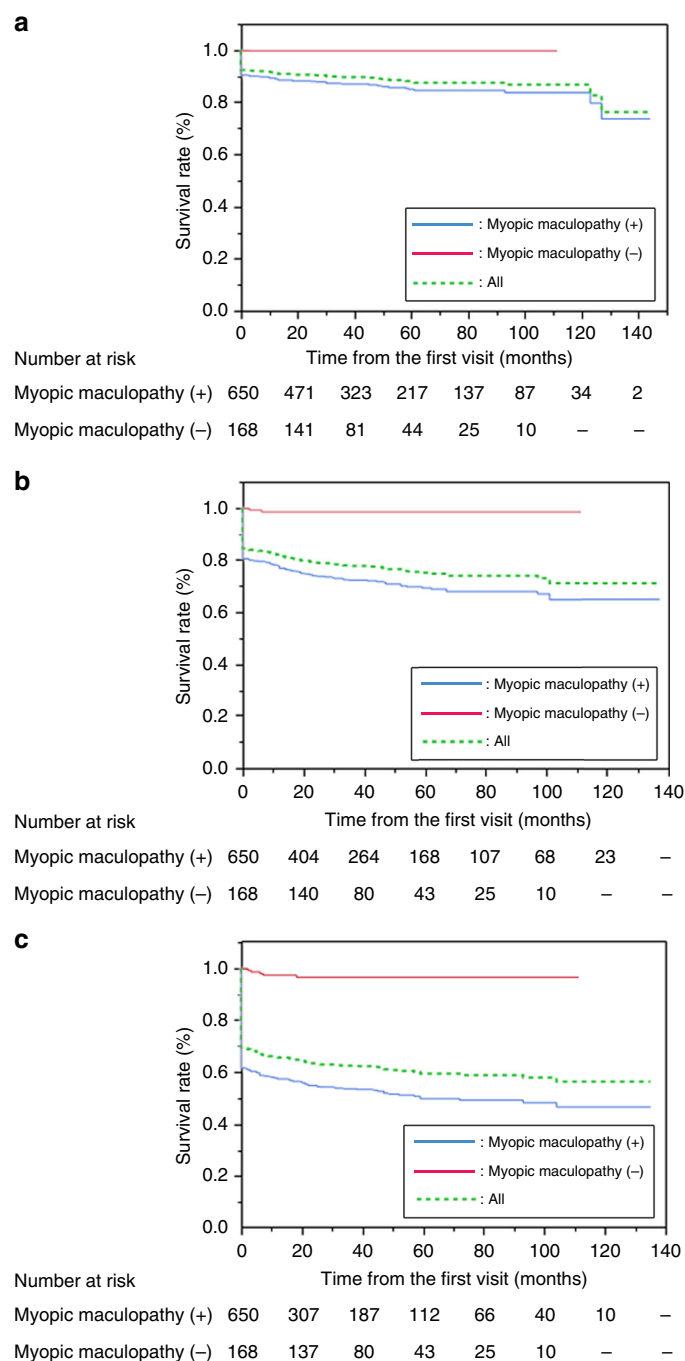 a
1.0
0.8
0.6
0.4
0.2
0.0
Survival rate (%)
: Myopic maculopathy (+)
: Myopic maculopathy (–)
: All
0 20 40 60 80 100 120 140
Number at risk Time from the first visit (months)
Myopic maculopathy (+) 650 471 323 217 137 87 34 2
Myopic maculopathy (–) 168 141 81 44 25 10 – –
b
1.0
0.8
0.6
0.4
0.2
0.0
Survival rate (%)
: Myopic maculopathy (+)
: Myopic maculopathy (–)
: All
0 20 40 60 80 100 120 140
Number at risk Time from the first visit (months)
Myopic maculopathy (+) 650 404 264 168 107 68 23 –
Myopic maculopathy (–) 168 140 80 43 25 10 – –
c
1.0
0.8
0.6
0.4
0.2
0.0
Survival rate (%)
: Myopic maculopathy (+)
: Myopic maculopathy (–)
: All
0 20 40 60 80 100 120 140
Number at risk Time from the first visit (months)
Myopic maculopathy (+) 650 307 187 112 66 40 10 –
Myopic maculopathy (–) 168 137 80 43 25 10 – –